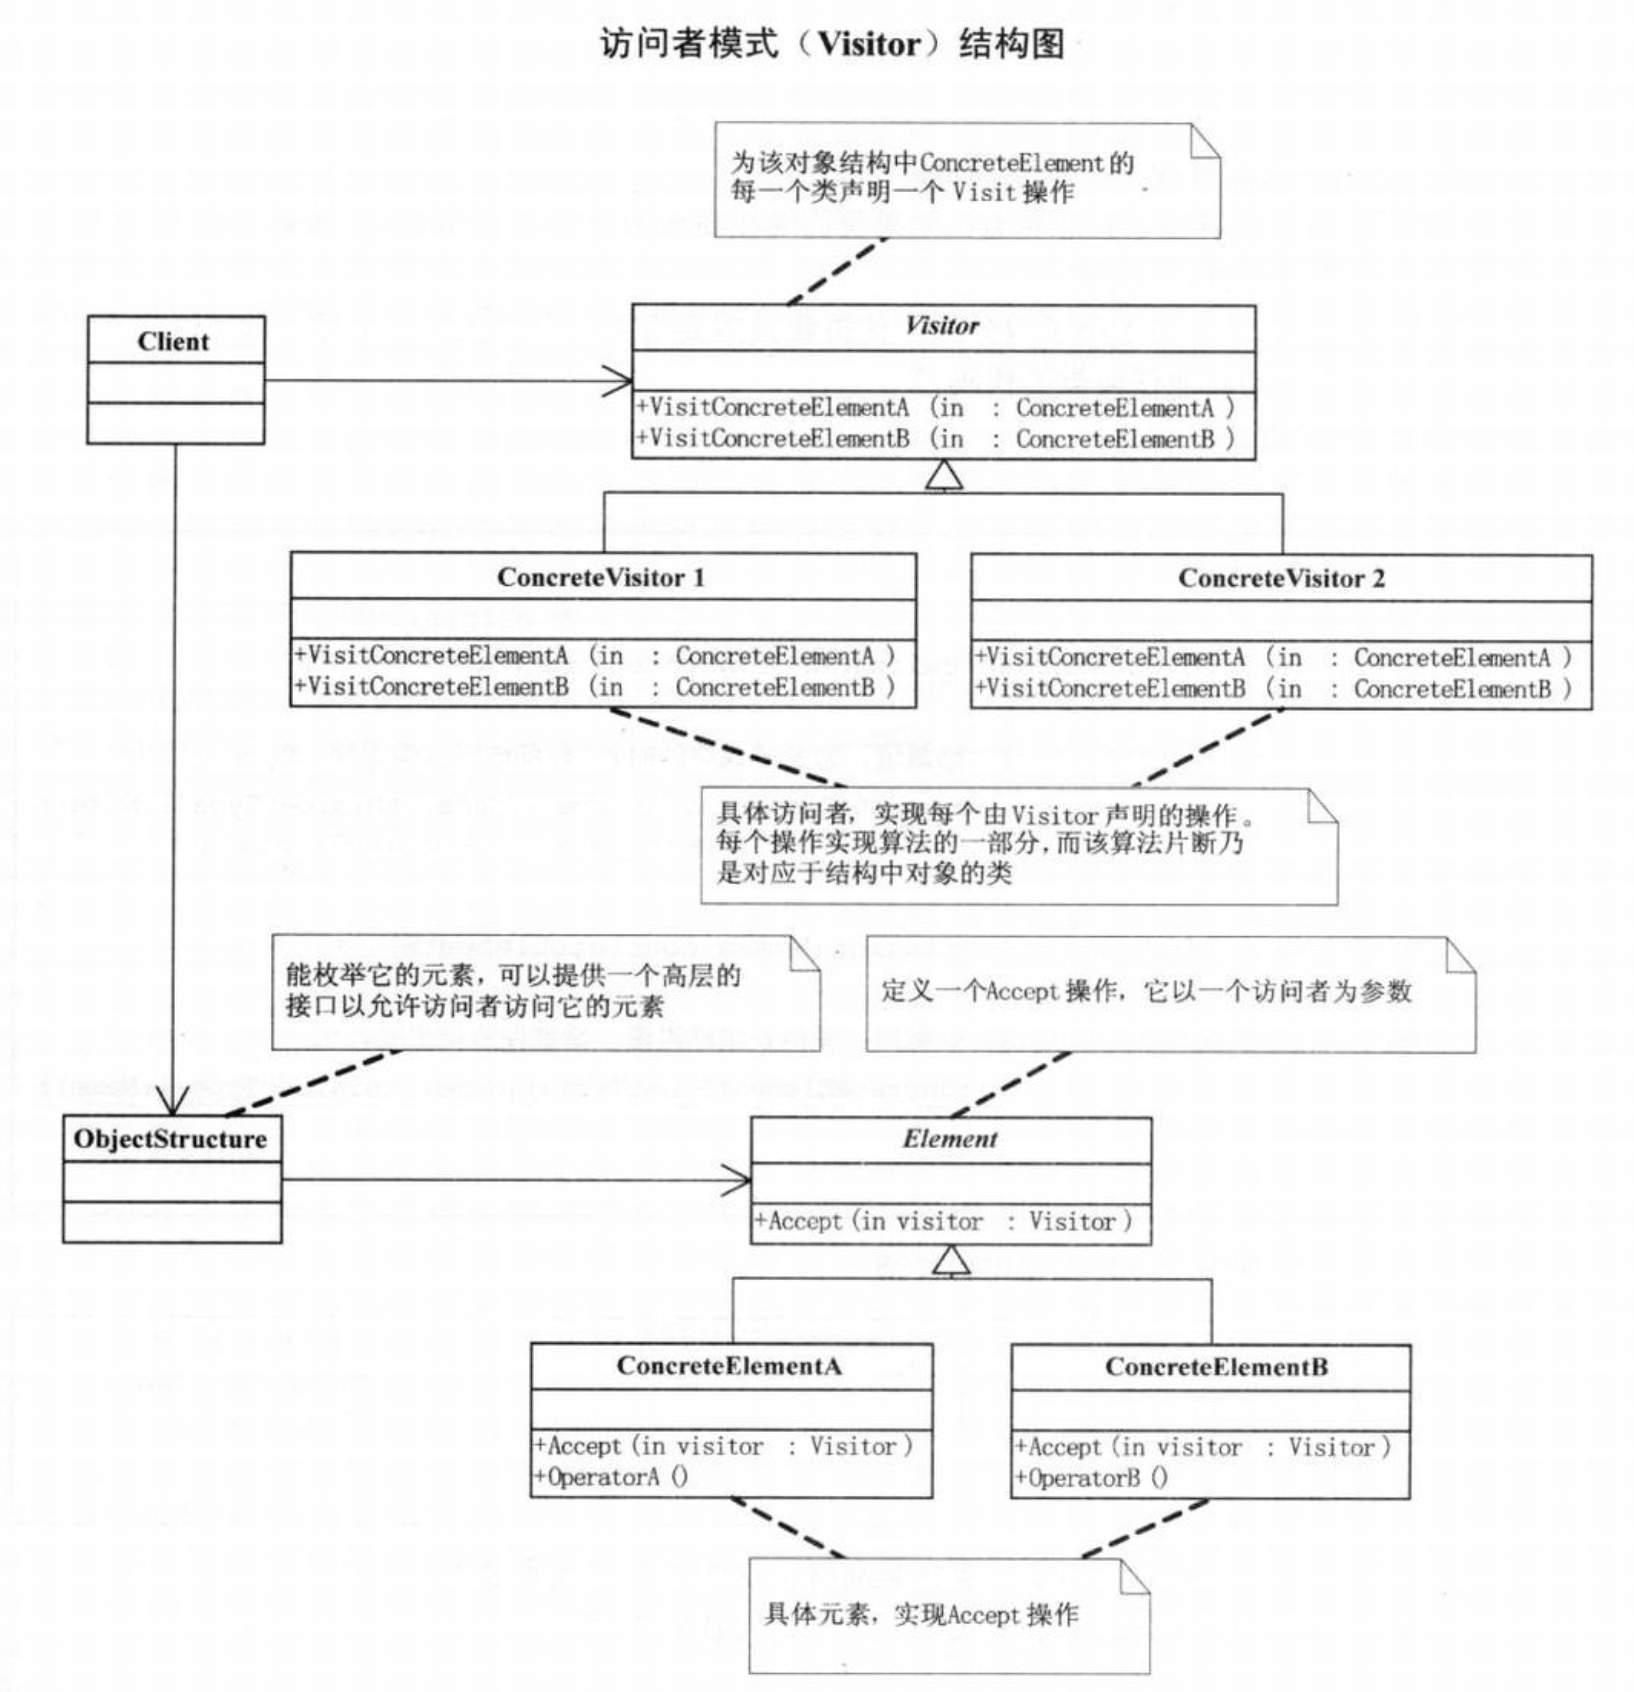 访问者模式（Visitor）结构图
为该对象结构中ConcreteElement的
每一个类声明一个 Visit 操作
Client
Visitor
+VisitConcreteElementA (in : ConcreteElementA )
+VisitConcreteElementB (in : ConcreteElementB )
ConcreteVisitor 1
+VisitConcreteElementA (in : ConcreteElementA )
+VisitConcreteElementB (in : ConcreteElementB )
ConcreteVisitor 2
+VisitConcreteElementA (in : ConcreteElementA )
+VisitConcreteElementB (in : ConcreteElementB )
具体访问者，实现每个由Visitor声明的操作。
每个操作实现算法的一部分，而该算法片断乃
是对应于结构中对象的类
能枚举它的元素，可以提供一个高层的
接口以允许访问者访问它的元素
定义一个Accept操作，它以一个访问者为参数
ObjectStructure
Element
+Accept (in visitor : Visitor )
ConcreteElementA
+Accept (in visitor : Visitor )
+OperatorA ()
ConcreteElementB
+Accept (in visitor : Visitor )
+OperatorB ()
具体元素，实现Accept操作